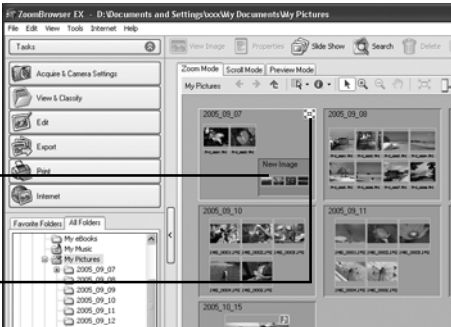 ZoomBrowser EX - D:\Documents and Settings\xxx\My Documents\My Pictures
File Edit View Tools Internet Help
Tasks
View Image Properties Slide Show Search Delete
Zoom Mode Scroll Mode Preview Mode
My Pictures
Acquire & Camera Settings
View & Classify
Edit
Export
Print
Internet
2005_09_07
2005_09_08
New Image
2005_09_10
2005_09_11
2005_10_15
Favorite Folders All Folders
My eBooks
My Music
My Pictures
2005_09_07
2005_09_08
2005_09_09
2005_09_10
2005_09_11
2005_09_12